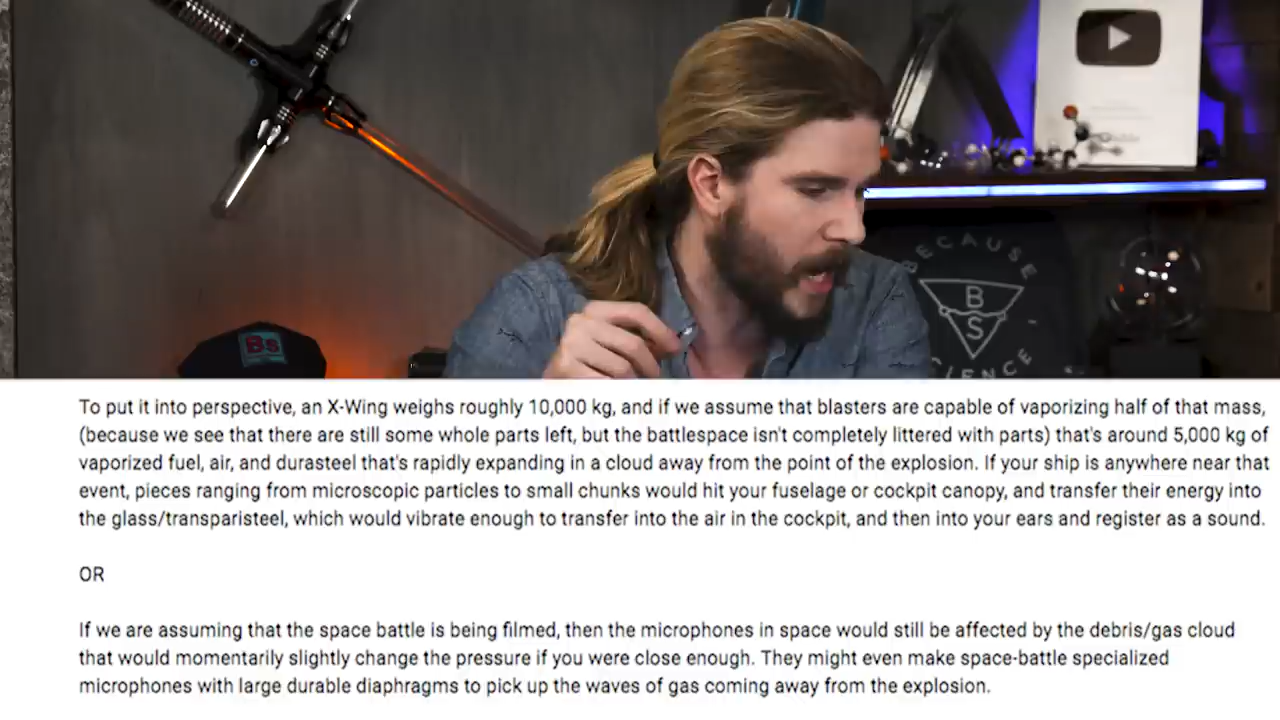 Bs
BECAUSE
B
S
CIENCE
To put it into perspective, an X-Wing weighs roughly 10,000 kg, and if we assume that blasters are capable of vaporizing half of that mass,
(because we see that there are still some whole parts left, but the battlespace isn't completely littered with parts) that's around 5,000 kg of
vaporized fuel, air, and durasteel that's rapidly expanding in a cloud away from the point of the explosion. If your ship is anywhere near that
event, pieces ranging from microscopic particles to small chunks would hit your fuselage or cockpit canopy, and transfer their energy into
the glass/transparisteel, which would vibrate enough to transfer into the air in the cockpit, and then into your ears and register as a sound.
OR
If we are assuming that the space battle is being filmed, then the microphones in space would still be affected by the debris/gas cloud
that would momentarily slightly change the pressure if you were close enough. They might even make space-battle specialized
microphones with large durable diaphragms to pick up the waves of gas coming away from the explosion.